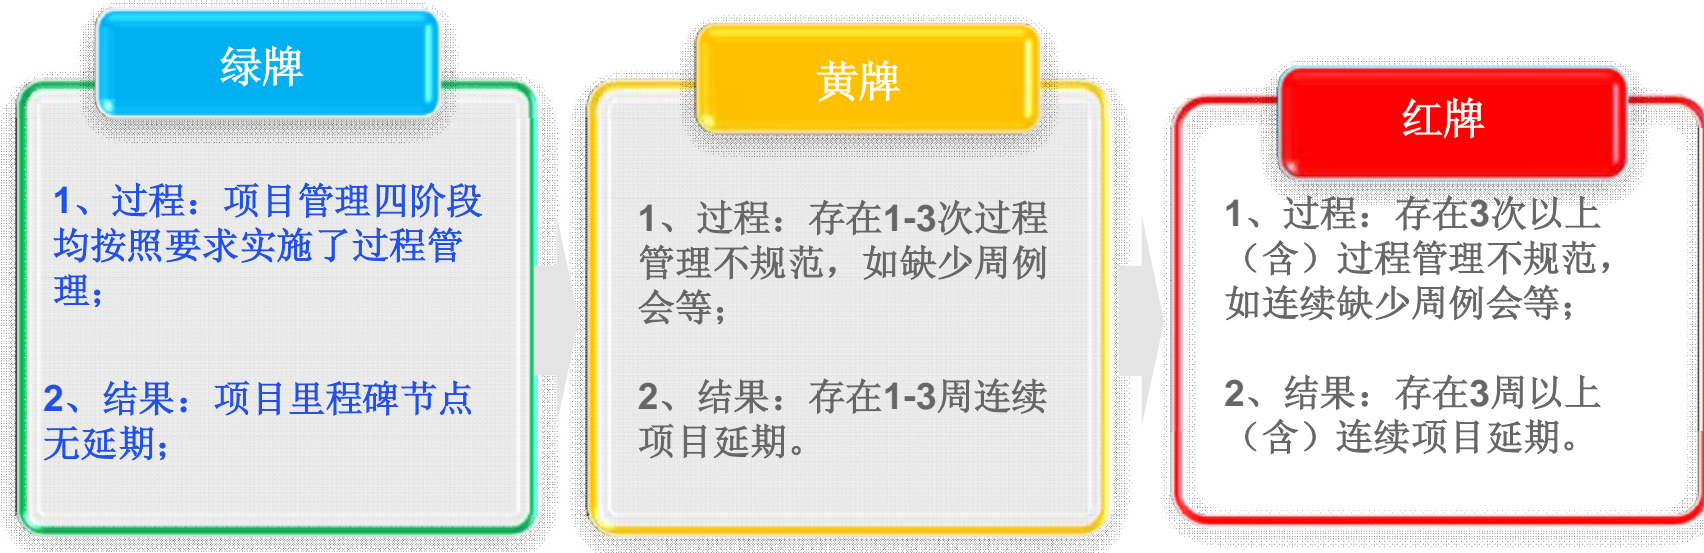 绿牌
1、过程：项目管理四阶段
均按照要求实施了过程管
理；
2、结果：项目里程碑节点
无延期；
黄牌
1、过程：存在1-3次过程
管理不规范，如缺少周例
会等；
2、结果：存在1-3周连续
项目延期。
红牌
1、过程：存在3次以上
（含）过程管理不规范，
如连续缺少周例会等；
2、结果：存在3周以上
（含）连续项目延期。